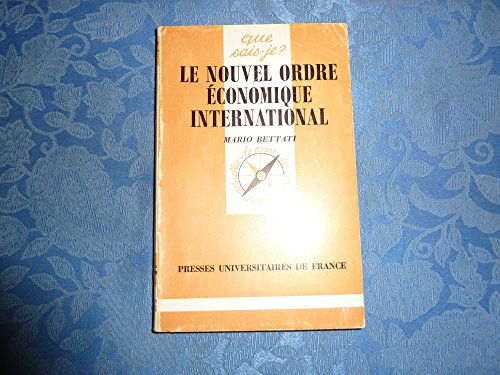 que
sais-je?
LE NOUVEL ORDRE
ÉCONOMIQUE
INTERNATIONAL
MARIO BETTATI
PRESSES UNIVERSITAIRES DE FRANCE